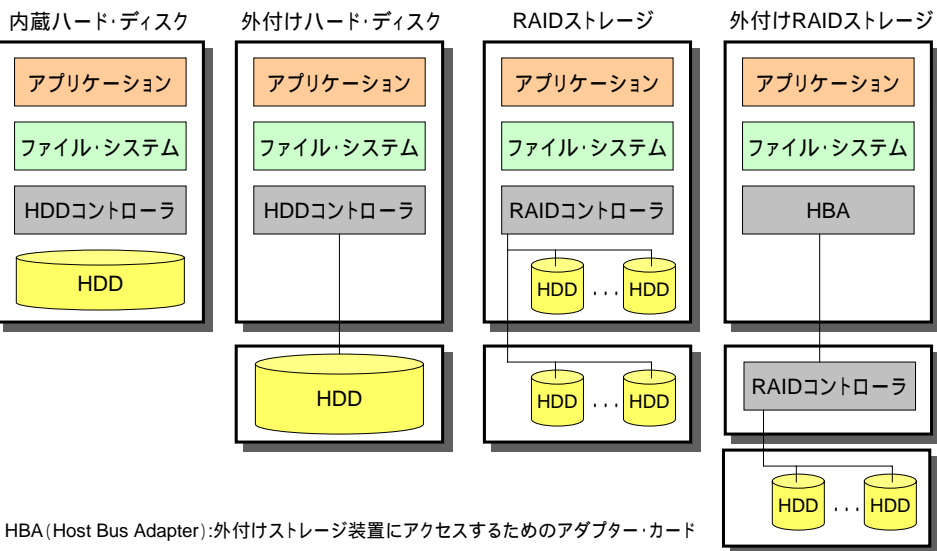 内蔵ハード・ディスク
外付けハード・ディスク
RAIDストレージ
外付けRAIDストレージ
アプリケーション
アプリケーション
アプリケーション
アプリケーション
ファイル・システム
ファイル・システム
ファイル・システム
ファイル・システム
HDDコントローラ
HDDコントローラ
RAIDコントローラ
HBA
HDD
HDD ... HDD
HDD
HDD ... HDD
RAIDコントローラ
HDD ... HDD
HBA(Host Bus Adapter):外付けストレージ装置にアクセスするためのアダプター・カード